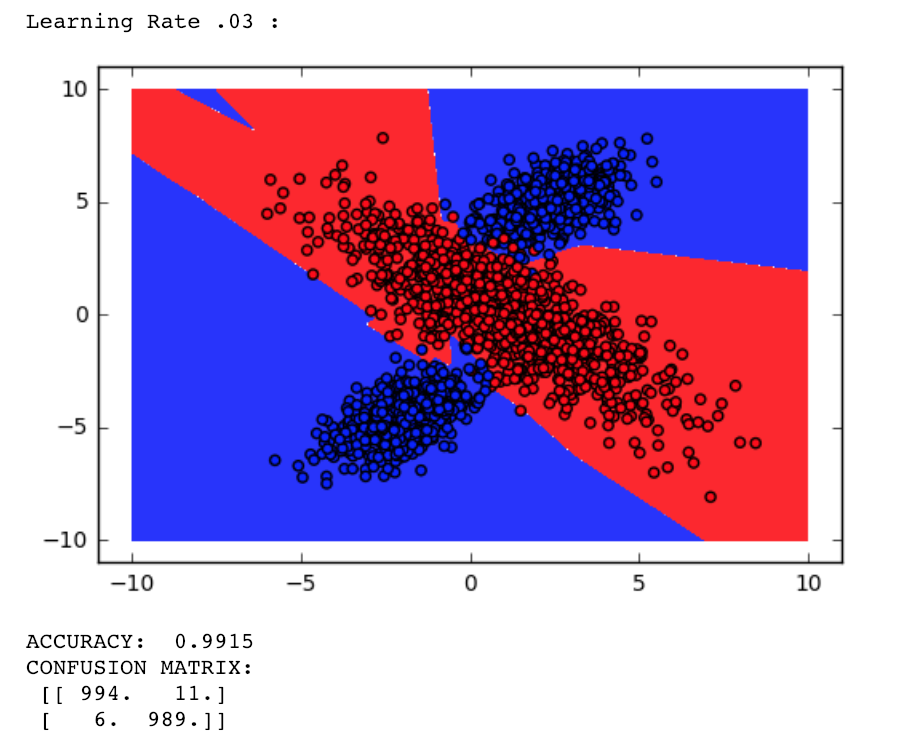 Learning Rate .03 :
10
5
0
−5
−10
−10 −5 0 5 10
ACCURACY: 0.9915
CONFUSION MATRIX:
[[ 994. 11.]
[ 6. 989.]]